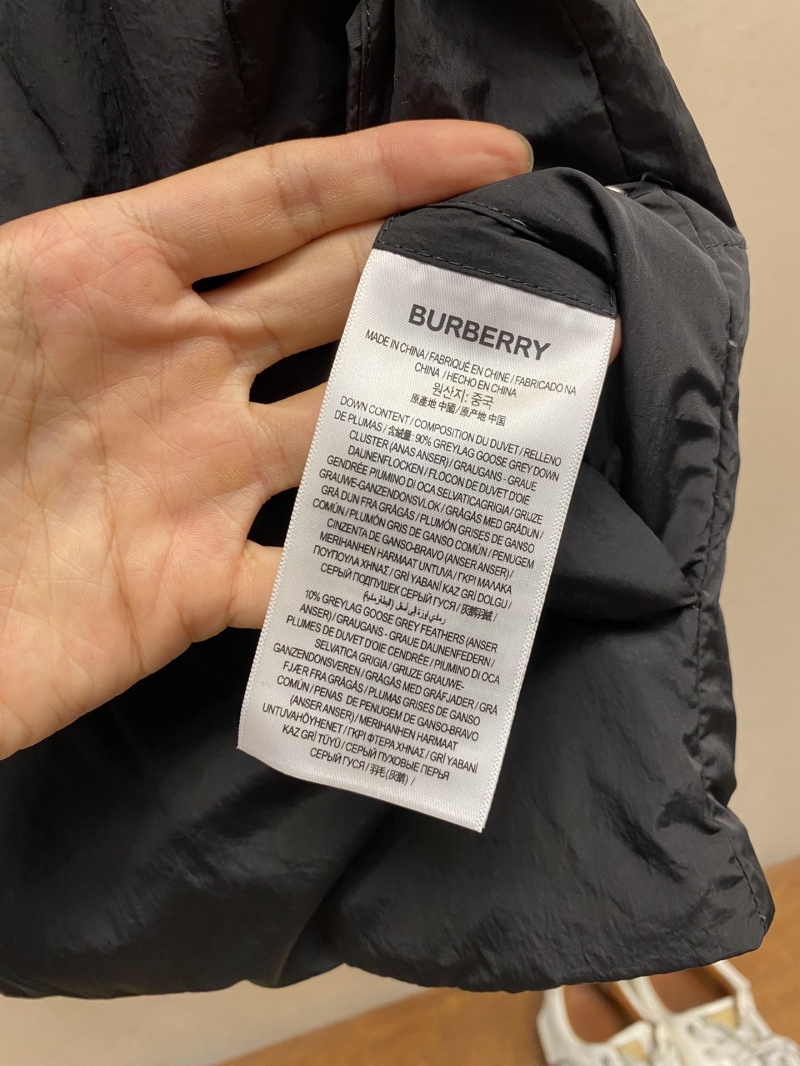 BURBERRY
MADE IN CHINA / FABRIQUÉ EN CHINE / FABRICADO NA
CHINA / HECHO EN CHINA
원산지: 중국
原產地 中國 / 原产地 中国
DOWN CONTENT / COMPOSITION DU DUVET / RELLENO
DE PLUMAS / 含絨量: 90% GREYLAG GOOSE GREY DOWN
CLUSTER (ANAS ANSER) / GRAUGANS - GRAUE
DAUNENFLOCKEN / FLOCON DE DUVET D'OIE
GENDRÉE PIUMINO DI OCA SELVATICAGRIGIA / GRIJZE
GRAUWE-GANZENDONSVLOK / GRÅGÅS MED GRÅDUN /
GRÅ DUN FRA GRÅGÅS / PLUMÓN GRISES DE GANSO
COMÚN / PLUMÓN GRIS DE GANSO COMÚN / PENUGEM
CINZENTA DE GANSO-BRAVO (ANSER ANSER) /
MERIHANHEN HARMAAT UNTUVA / ΓΚΡΙ ΜΑΛΑΚΑ
ΠΟΥΠΟΥΛΑ ΧΗΝΑΣ / GRİ YABANİ KAZ GRİ DOLGU /
СЕРЫЙ ПОДПУШЕК СЕРЫЙ ГУСЯ /
10% GREYLAG GOOSE GREY FEATHERS (ANSER
ANSER) / GRAUGANS - GRAUE DAUNENFEDERN /
PLUMES DE DUVET D'OIE CENDRÉE / PIUMINO DI OCA
SELVATICA GRIGIA / GRIJZE GRAUWE-
GANZENDONSVEREN / GRÅGÅS MED GRÅFJADER / GRÅ
FJÆR FRA GRÅGÅS / PLUMAS GRISES DE GANSO
COMÚN / PENAS DE PENUGEM DE GANSO-BRAVO
(ANSER ANSER) / MERIHANHEN HARMAAT
UNTUVAHÖYHENET / ΓΚΡΙ ΦΤΕΡΑ ΧΗΝΑΣ / GRİ YABANİ
KAZ GRİ TÜYÜ / СЕРЫЙ ПУХОВЫЕ ПЕРЬЯ
СЕРЫЙ ГУСЯ / 羽毛(灰鵝) /